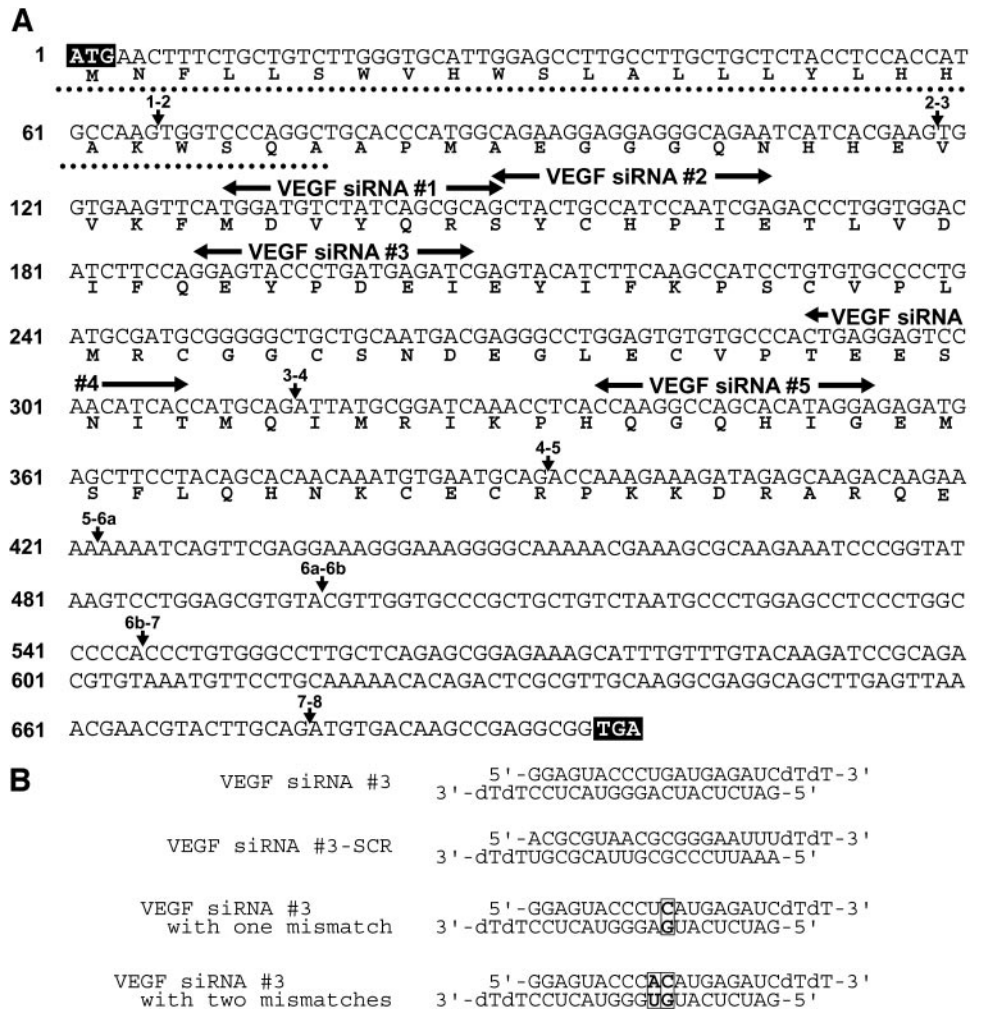 A
1 ATGAACTTTCTGCTGTCTTGGGTGCATTGGAGCCTTGCCTTGCTGCTCTACCTCCACCAT
M N F L L S W V H W S L A L L L Y L H H
1-2 2-3
61 GCCAAGTGGTCCCAGGCTGCACCCATGGCAGAAGGAGGAGGGCAGAATCATCACGAAGTG
A K W S Q A A P M A E G G G Q N H H E V
VEGF siRNA #1 VEGF siRNA #2
121 GTGAAGTTCATGGATGTCTATCAGCGCAGCTACTGCCATCCAATCGAGACCCTGGTGGAC
V K F M D V Y Q R S Y C H P I E T L V D
VEGF siRNA #3
181 ATCTTCCAGGAGTACCCTGATGAGATCGAGTACATCTTCAAGCCATCCTGTGTGCCCCTG
I F Q E Y P D E I E Y I F K P S C V P L
VEGF siRNA
241 ATGCGATGCGGGGGCTGCTGCAATGACGAGGGCCTGGAGTGTGTGCCCACTGAGGAGTCC
M R C G G C S N D E G L E C V P T E E S
#4 3-4 VEGF siRNA #5
301 AACATCACCATGCAGATTATGCGGATCAAACCTCACCAAGGCCAGCACATAGGAGAGATG
N I T M Q I M R I K P H Q G Q H I G E M
4-5
361 AGCTTCCTACAGCACAACAAATGTGAATGCAGACCAAAGAAAGATAGAGCAAGACAAGAA
S F L Q H N K C E C R P K K D R A R Q E
5-6a
421 AAAAAATCAGTTCGAGGAAAGGGAAAGGGGCAAAAACGAAAGCGCAAGAAATCCCGGTAT
6a-6b
481 AAGTCCTGGAGCGTGTACGTTGGTGCCCGCTGCTGTCTAATGCCCTGGAGCCTCCCTGGC
6b-7
541 CCCCACCCTGTGGGCCTTGCTCAGAGCGGAGAAAGCATTTGTTTGTACAAGATCCGCAGA
601 CGTGTAAATGTTCCTGCAAAAACACAGACTCGCGTTGCAAGGCGAGGCAGCTTGAGTTAA
7-8
661 ACGAACGTACTTGCAGATGTGACAAGCCGAGGCGGTGA
B
VEGF siRNA #3
5'-GGAGUACCCUGAUGAGAUCdTdT-3'
3'-dTdTCCUCAUGGGACUACUCUAG-5'
VEGF siRNA #3-SCR
5'-ACGCGUAACGCGGGAAUUUdTdT-3'
3'-dTdTUGCGCAUUGCGCCCUUAAA-5'
VEGF siRNA #3
with one mismatch
5'-GGAGUACCCUCAUGAGAUCdTdT-3'
3'-dTdTCCUCAUGGGAGUACUCUAG-5'
VEGF siRNA #3
with two mismatches
5'-GGAGUACCCACAUGAGAUCdTdT-3'
3'-dTdTCCUCAUGGGUGUACUCUAG-5'